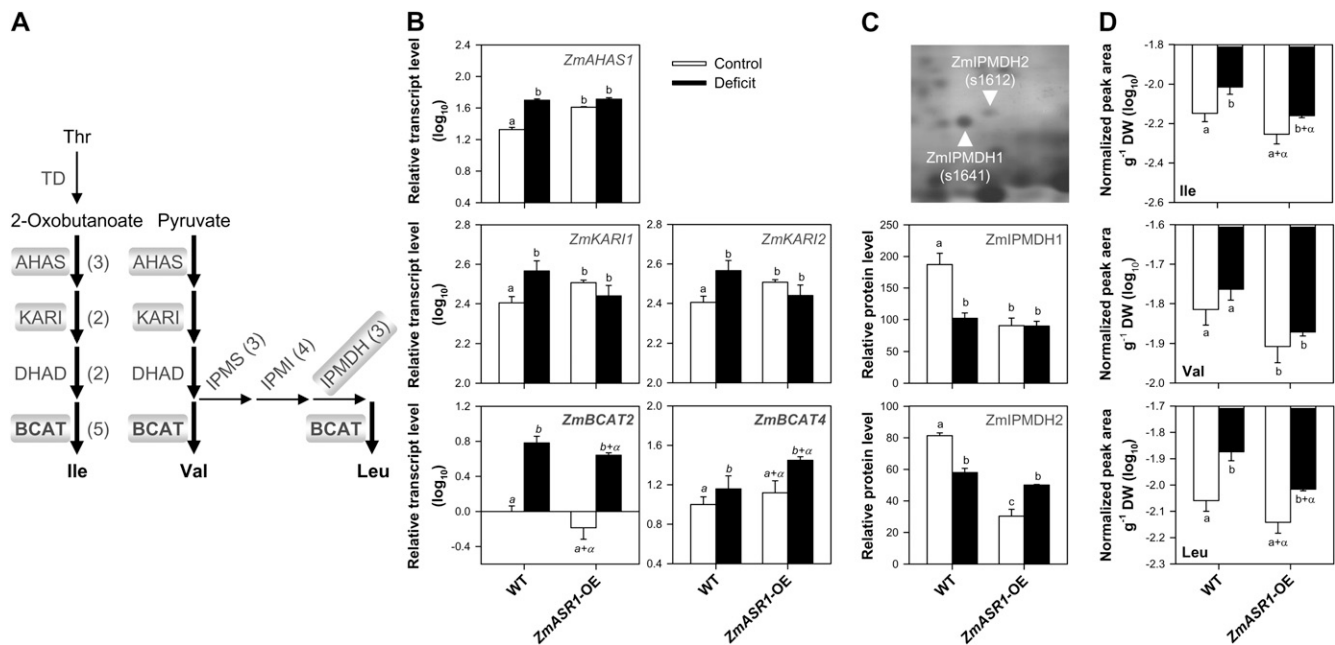 A
Thr
TD
2-Oxobutanoate Pyruvate
AHAS (3) AHAS
KARI (2) KARI
DHAD (2) DHAD
IPMS (3) IPMI (4) IPMDH (3)
BCAT (5) BCAT BCAT
Ile Val Leu
B
Control
Deficit
Relative transcript level
(log10)
2.4
2.0
1.6
1.2
0.8
0.4
ZmAHAS1
a b b b
Relative transcript level
(log10)
2.8
2.6
2.4
2.2
2.0
ZmKARI1
a b b b
ZmKARI2
a b b b
Relative transcript level
(log10)
1.2
0.8
0.4
0.0
-0.4
ZmBCAT2
a b a+α b+α
WT ZmASR1-OE
1.6
1.4
1.2
1.0
0.8
0.6
0.4
ZmBCAT4
a b a+α b+α
WT ZmASR1-OE
C
ZmIPMDH2
(s1612)
ZmIPMDH1
(s1641)
Relative protein level
250
200
150
100
50
0
ZmIPMDH1
a b b b
Relative protein level
100
80
60
40
20
0
ZmIPMDH2
a b c b
WT ZmASR1-OE
D
Normalized peak area
g-1 DW (log10)
-1.8
-2.0
-2.2
-2.4
-2.6
Ile
a b a+α b+α
Normalized peak aera
g-1 DW (log10)
-1.6
-1.7
-1.8
-1.9
-2.0
Val
a a b b
Normalized peak area
g-1 DW (log10)
-1.7
-1.9
-2.0
-2.1
-2.2
-2.3
Leu
a b a+α b+α
WT ZmASR1-OE